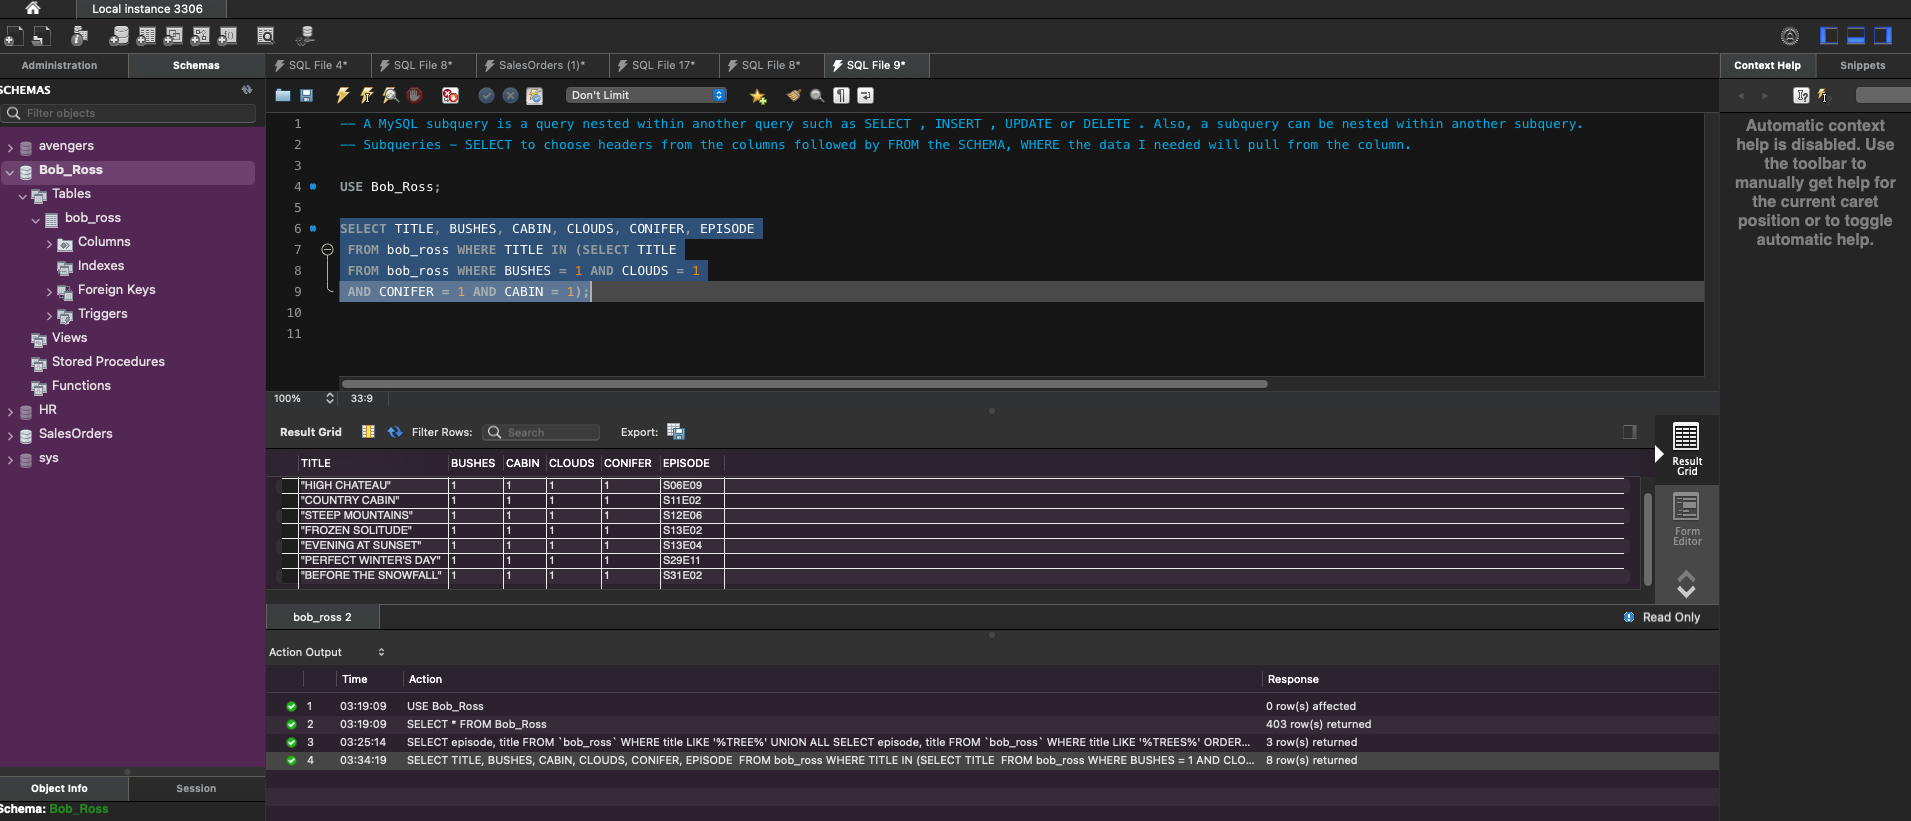 Local instance 3306
Administration
Schemas
SQL File 4*
SQL File 8*
SalesOrders (1)*
SQL File 17*
SQL File 8*
SQL File 9*
Context Help
Snippets
SCHEMAS
Filter objects
Don't Limit
avengers
Bob_Ross
Tables
bob_ross
Columns
Indexes
Foreign Keys
Triggers
Views
Stored Procedures
Functions
HR
SalesOrders
sys
1 -- A MySQL subquery is a query nested within another query such as SELECT , INSERT , UPDATE or DELETE . Also, a subquery can be nested within another subquery.
2 -- Subqueries - SELECT to choose headers from the columns followed by FROM the SCHEMA, WHERE the data I needed will pull from the column.
3
4 USE Bob_Ross;
5
6 SELECT TITLE, BUSHES, CABIN, CLOUDS, CONIFER, EPISODE
7 FROM bob_ross WHERE TITLE IN (SELECT TITLE
8 FROM bob_ross WHERE BUSHES = 1 AND CLOUDS = 1
9 AND CONIFER = 1 AND CABIN = 1);
10
11
Automatic context
help is disabled. Use
the toolbar to
manually get help for
the current caret
position or to toggle
automatic help.
100% 33:9
Result Grid Filter Rows: Search Export:
TITLE BUSHES CABIN CLOUDS CONIFER EPISODE
"HIGH CHATEAU" 1 1 1 1 S06E09
"COUNTRY CABIN" 1 1 1 1 S11E02
"STEEP MOUNTAINS" 1 1 1 1 S12E06
"FROZEN SOLITUDE" 1 1 1 1 S13E02
"EVENING AT SUNSET" 1 1 1 1 S13E04
"PERFECT WINTER'S DAY" 1 1 1 1 S29E11
"BEFORE THE SNOWFALL" 1 1 1 1 S31E02
Result
Grid
Form
Editor
bob_ross 2
Read Only
Action Output
Time Action Response
1 03:19:09 USE Bob_Ross 0 row(s) affected
2 03:19:09 SELECT * FROM Bob_Ross 403 row(s) returned
3 03:25:14 SELECT episode, title FROM `bob_ross` WHERE title LIKE '%TREE%' UNION ALL SELECT episode, title FROM `bob_ross` WHERE title LIKE '%TREES%' ORDER... 3 row(s) returned
4 03:34:19 SELECT TITLE, BUSHES, CABIN, CLOUDS, CONIFER, EPISODE FROM bob_ross WHERE TITLE IN (SELECT TITLE FROM bob_ross WHERE BUSHES = 1 AND CLO... 8 row(s) returned
Object Info
Session
Schema: Bob_Ross